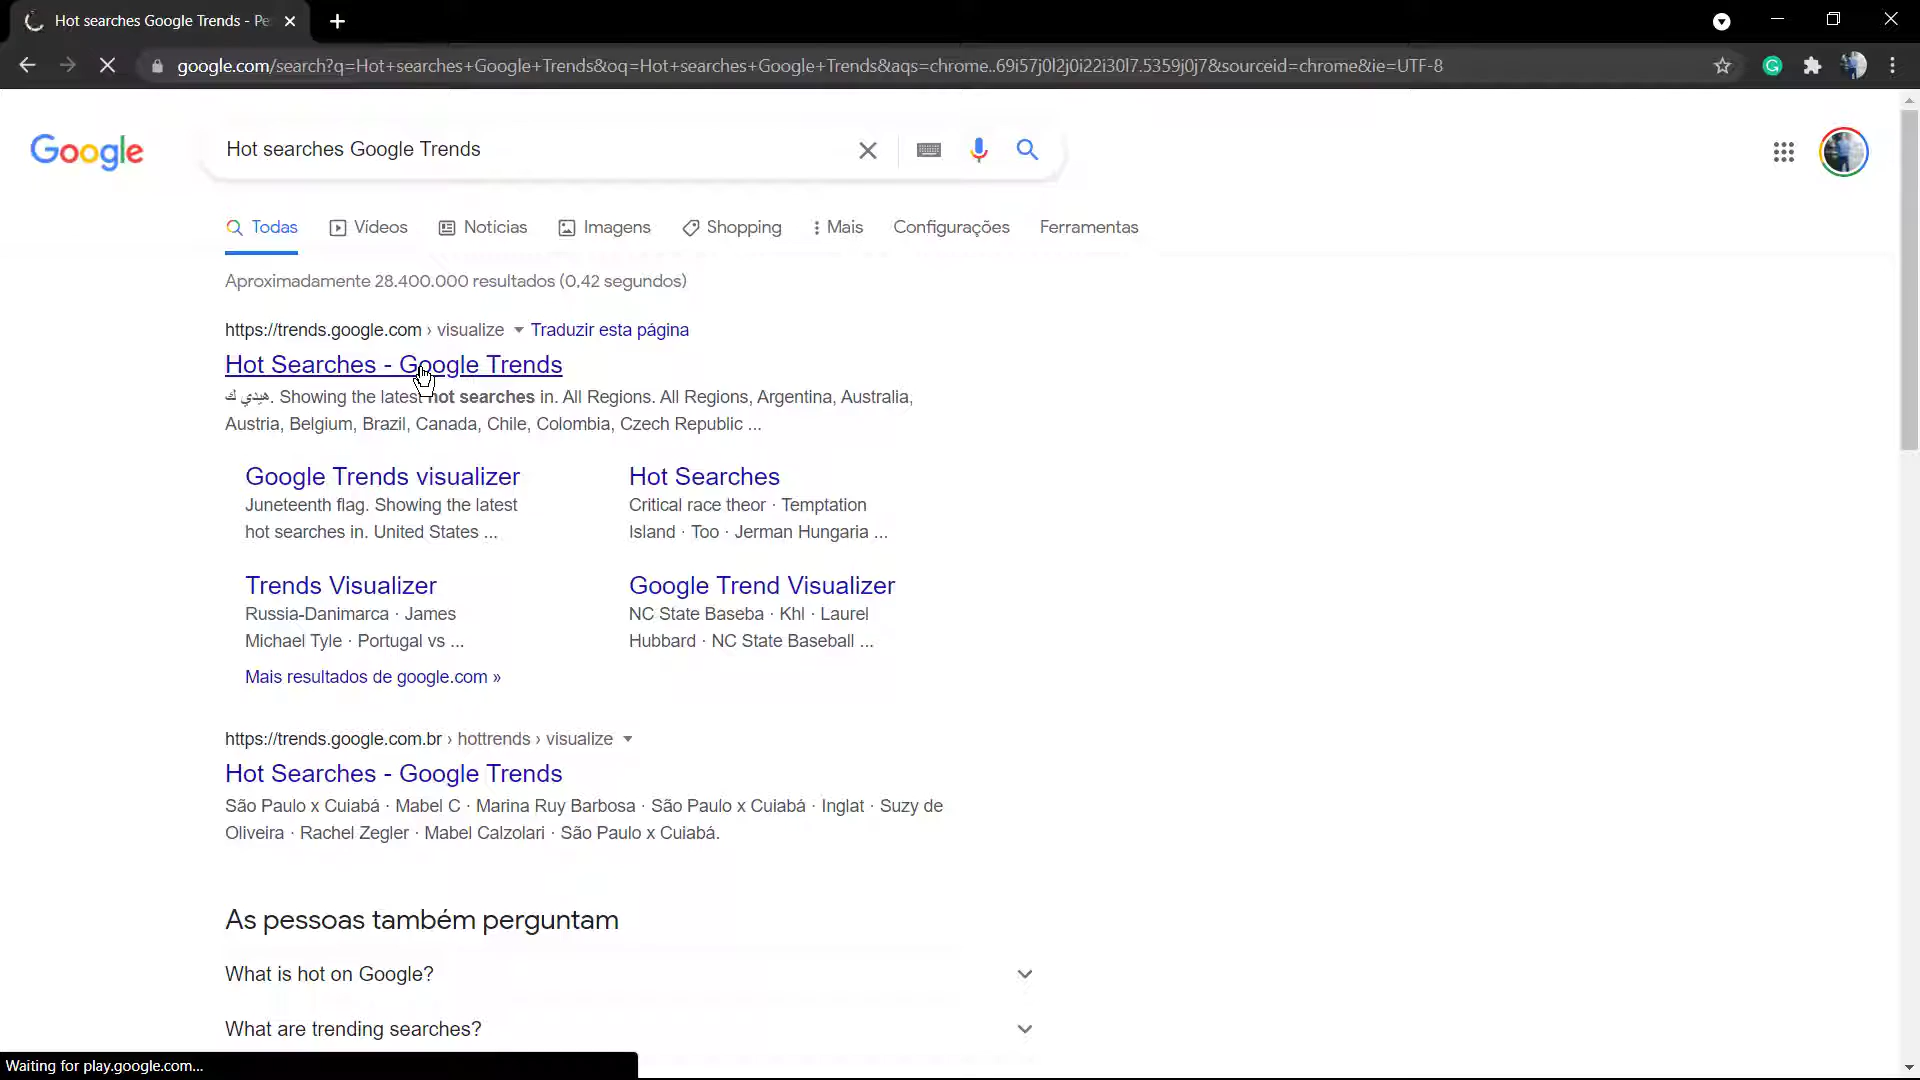 Hot searches Google Trends - Pe
google.com/search?q=Hot+searches+Google+Trends&oq=Hot+searches+Google+Trends&aqs=chrome..69i57j0l2j0i22i30l7.5359j0j7&sourceid=chrome&ie=UTF-8
Google
Hot searches Google Trends
Todas Vídeos Notícias Imagens Shopping Mais Configurações Ferramentas
Aproximadamente 28.400.000 resultados (0,42 segundos)
https://trends.google.com › visualize Traduzir esta página
Hot Searches - Google Trends
هيدي ك. Showing the latest hot searches in. All Regions. All Regions, Argentina, Australia,
Austria, Belgium, Brazil, Canada, Chile, Colombia, Czech Republic ...
Google Trends visualizer
Juneteenth flag. Showing the latest
hot searches in. United States ...
Hot Searches
Critical race theor · Temptation
Island · Too · Jerman Hungaria ...
Trends Visualizer
Russia-Danimarca · James
Michael Tyle · Portugal vs ...
Google Trend Visualizer
NC State Baseba · Khl · Laurel
Hubbard · NC State Baseball ...
Mais resultados de google.com »
https://trends.google.com.br › hottrends › visualize
Hot Searches - Google Trends
São Paulo x Cuiabá · Mabel C · Marina Ruy Barbosa · São Paulo x Cuiabá · Inglat · Suzy de
Oliveira · Rachel Zegler · Mabel Calzolari · São Paulo x Cuiabá.
As pessoas também perguntam
What is hot on Google?
What are trending searches?
Waiting for play.google.com...